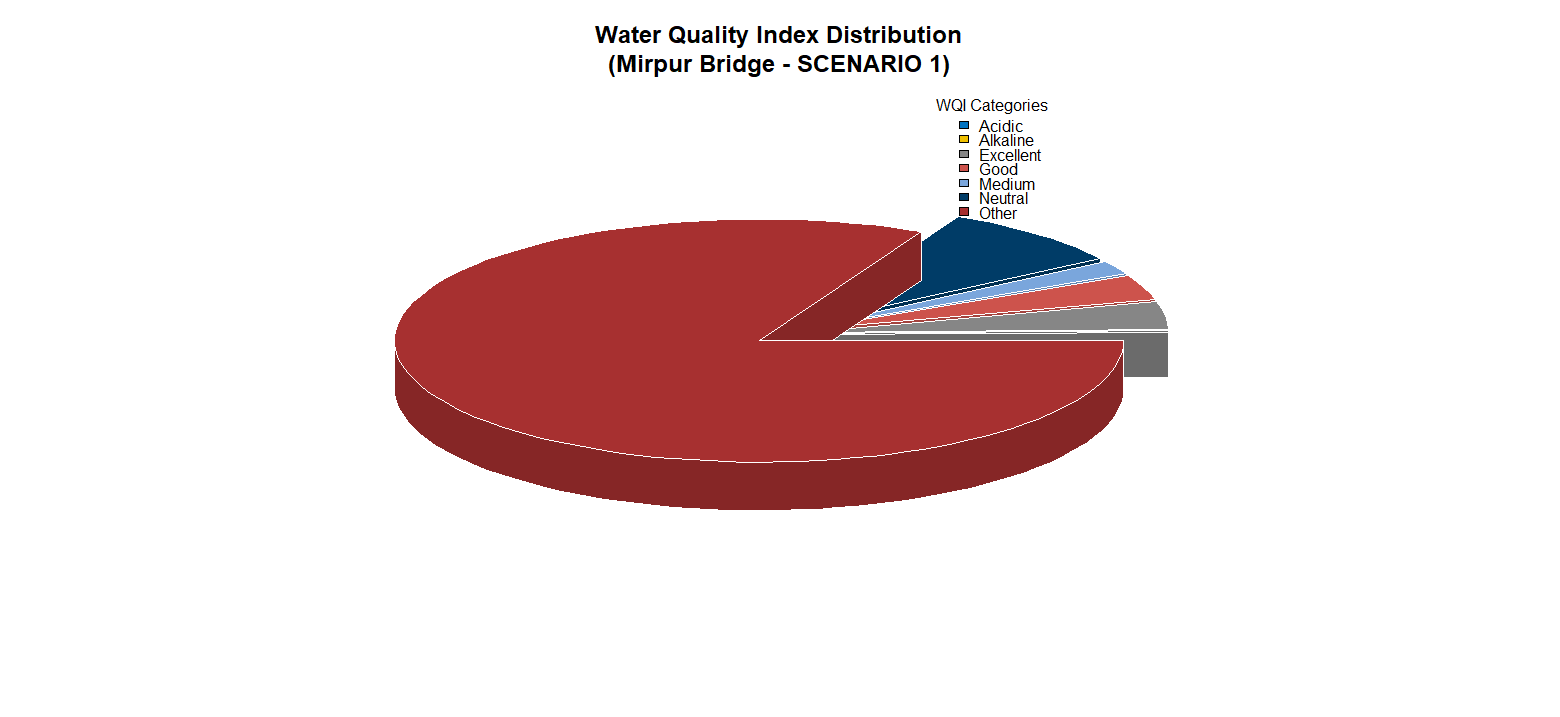 Water Quality Index Distribution
(Mirpur Bridge - SCENARIO 1)
WQI Categories
Acidic
Alkaline
Excellent
Good
Medium
Neutral
Other